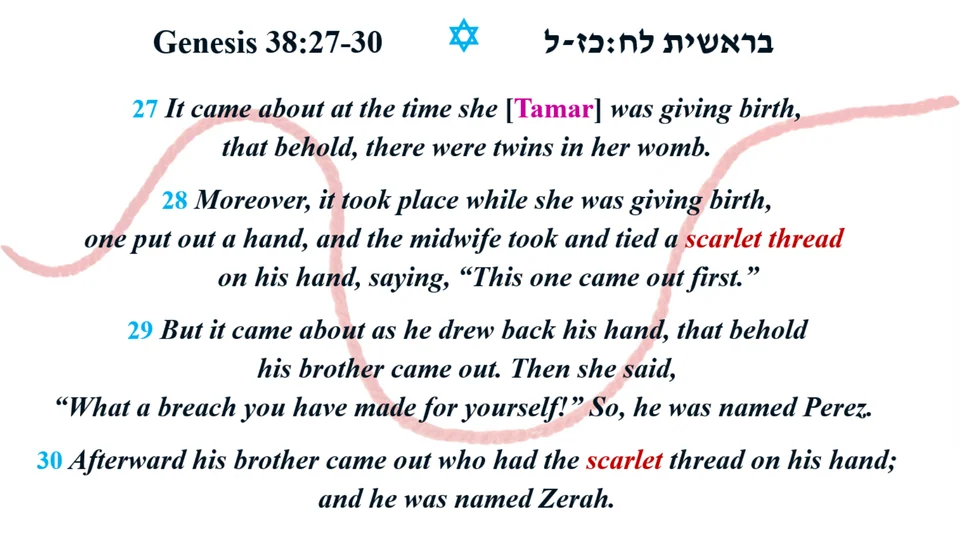 Genesis 38:27-30 ✡ בראשית לח:כז-ל
27 It came about at the time she [Tamar] was giving birth,
that behold, there were twins in her womb.
28 Moreover, it took place while she was giving birth,
one put out a hand, and the midwife took and tied a scarlet thread
on his hand, saying, “This one came out first.”
29 But it came about as he drew back his hand, that behold
his brother came out. Then she said,
“What a breach you have made for yourself!” So, he was named Perez.
30 Afterward his brother came out who had the scarlet thread on his hand;
and he was named Zerah.